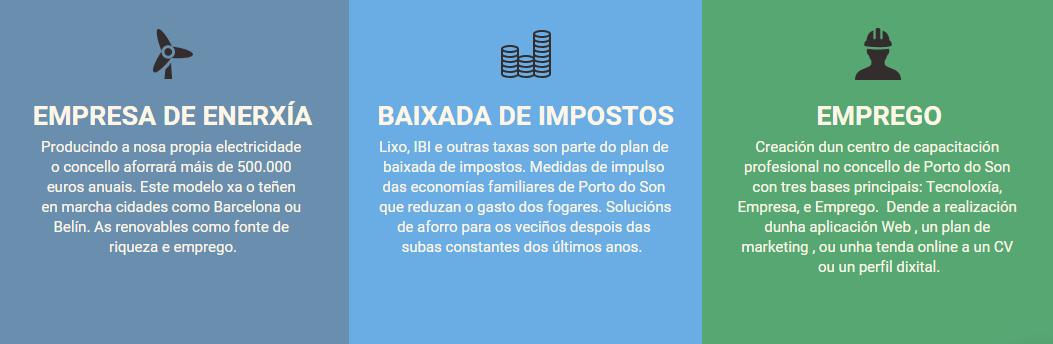 EMPRESA DE ENERXÍA
Producindo a nosa propia electricidade
o concello aforrará máis de 500.000
euros anuais. Este modelo xa o teñen
en marcha cidades como Barcelona ou
Belín. As renovables como fonte de
riqueza e emprego.
BAIXADA DE IMPOSTOS
Lixo, IBI e outras taxas son parte do plan de
baixada de impostos. Medidas de impulso
das economías familiares de Porto do Son
que reduzan o gasto dos fogares. Solucións
de aforro para os veciños despois das
subas constantes dos últimos anos.
EMPREGO
Creación dun centro de capacitación
profesional no concello de Porto do Son
con tres bases principais: Tecnoloxía,
Empresa, e Emprego.  Dende a realización
dunha aplicación Web , un plan de
marketing , ou unha tenda online a un CV
ou un perfil dixital.